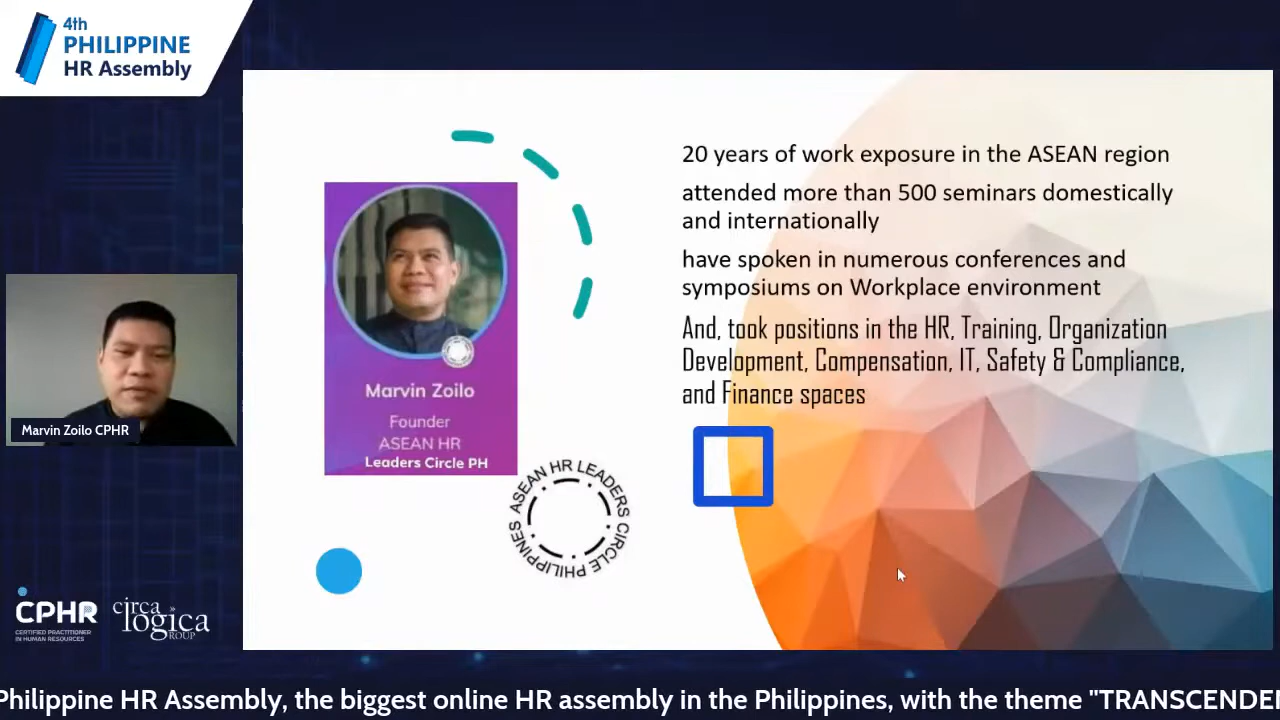 4th
PHILIPPINE
HR Assembly
20 years of work exposure in the ASEAN region
attended more than 500 seminars domestically
and internationally
have spoken in numerous conferences and
symposiums on Workplace environment
And, took positions in the HR, Training, Organization
Development, Compensation, IT, Safety & Compliance,
and Finance spaces
Marvin Zoilo
Founder
ASEAN HR
Leaders Circle PH
ASEAN HR LEADERS CIRCLE PHILIPPINES
Marvin Zoilo CPHR
CPHR
CERTIFIED PRACTITIONER
IN HUMAN RESOURCES
circa
logica
GROUP
Philippine HR Assembly, the biggest online HR assembly in the Philippines, with the theme "TRANSCENDE